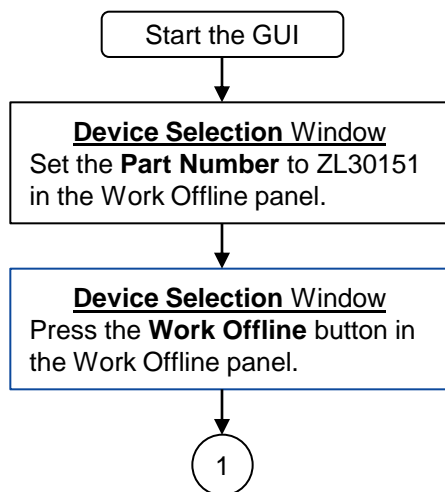 Start the GUI
Device Selection Window
Set the Part Number to ZL30151
in the Work Offline panel.
Device Selection Window
Press the Work Offline button in
the Work Offline panel.
1